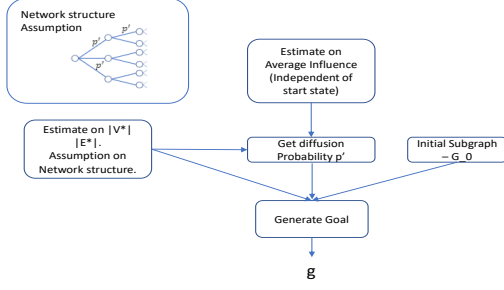 Network structure
Assumption
p'
p'
p'
Estimate on
Average Influence
(Independent of
start state)
Estimate on |V*|
|E*|.
Assumption on
Network structure.
Get diffusion
Probability p'
Initial Subgraph
– G_0
Generate Goal
g